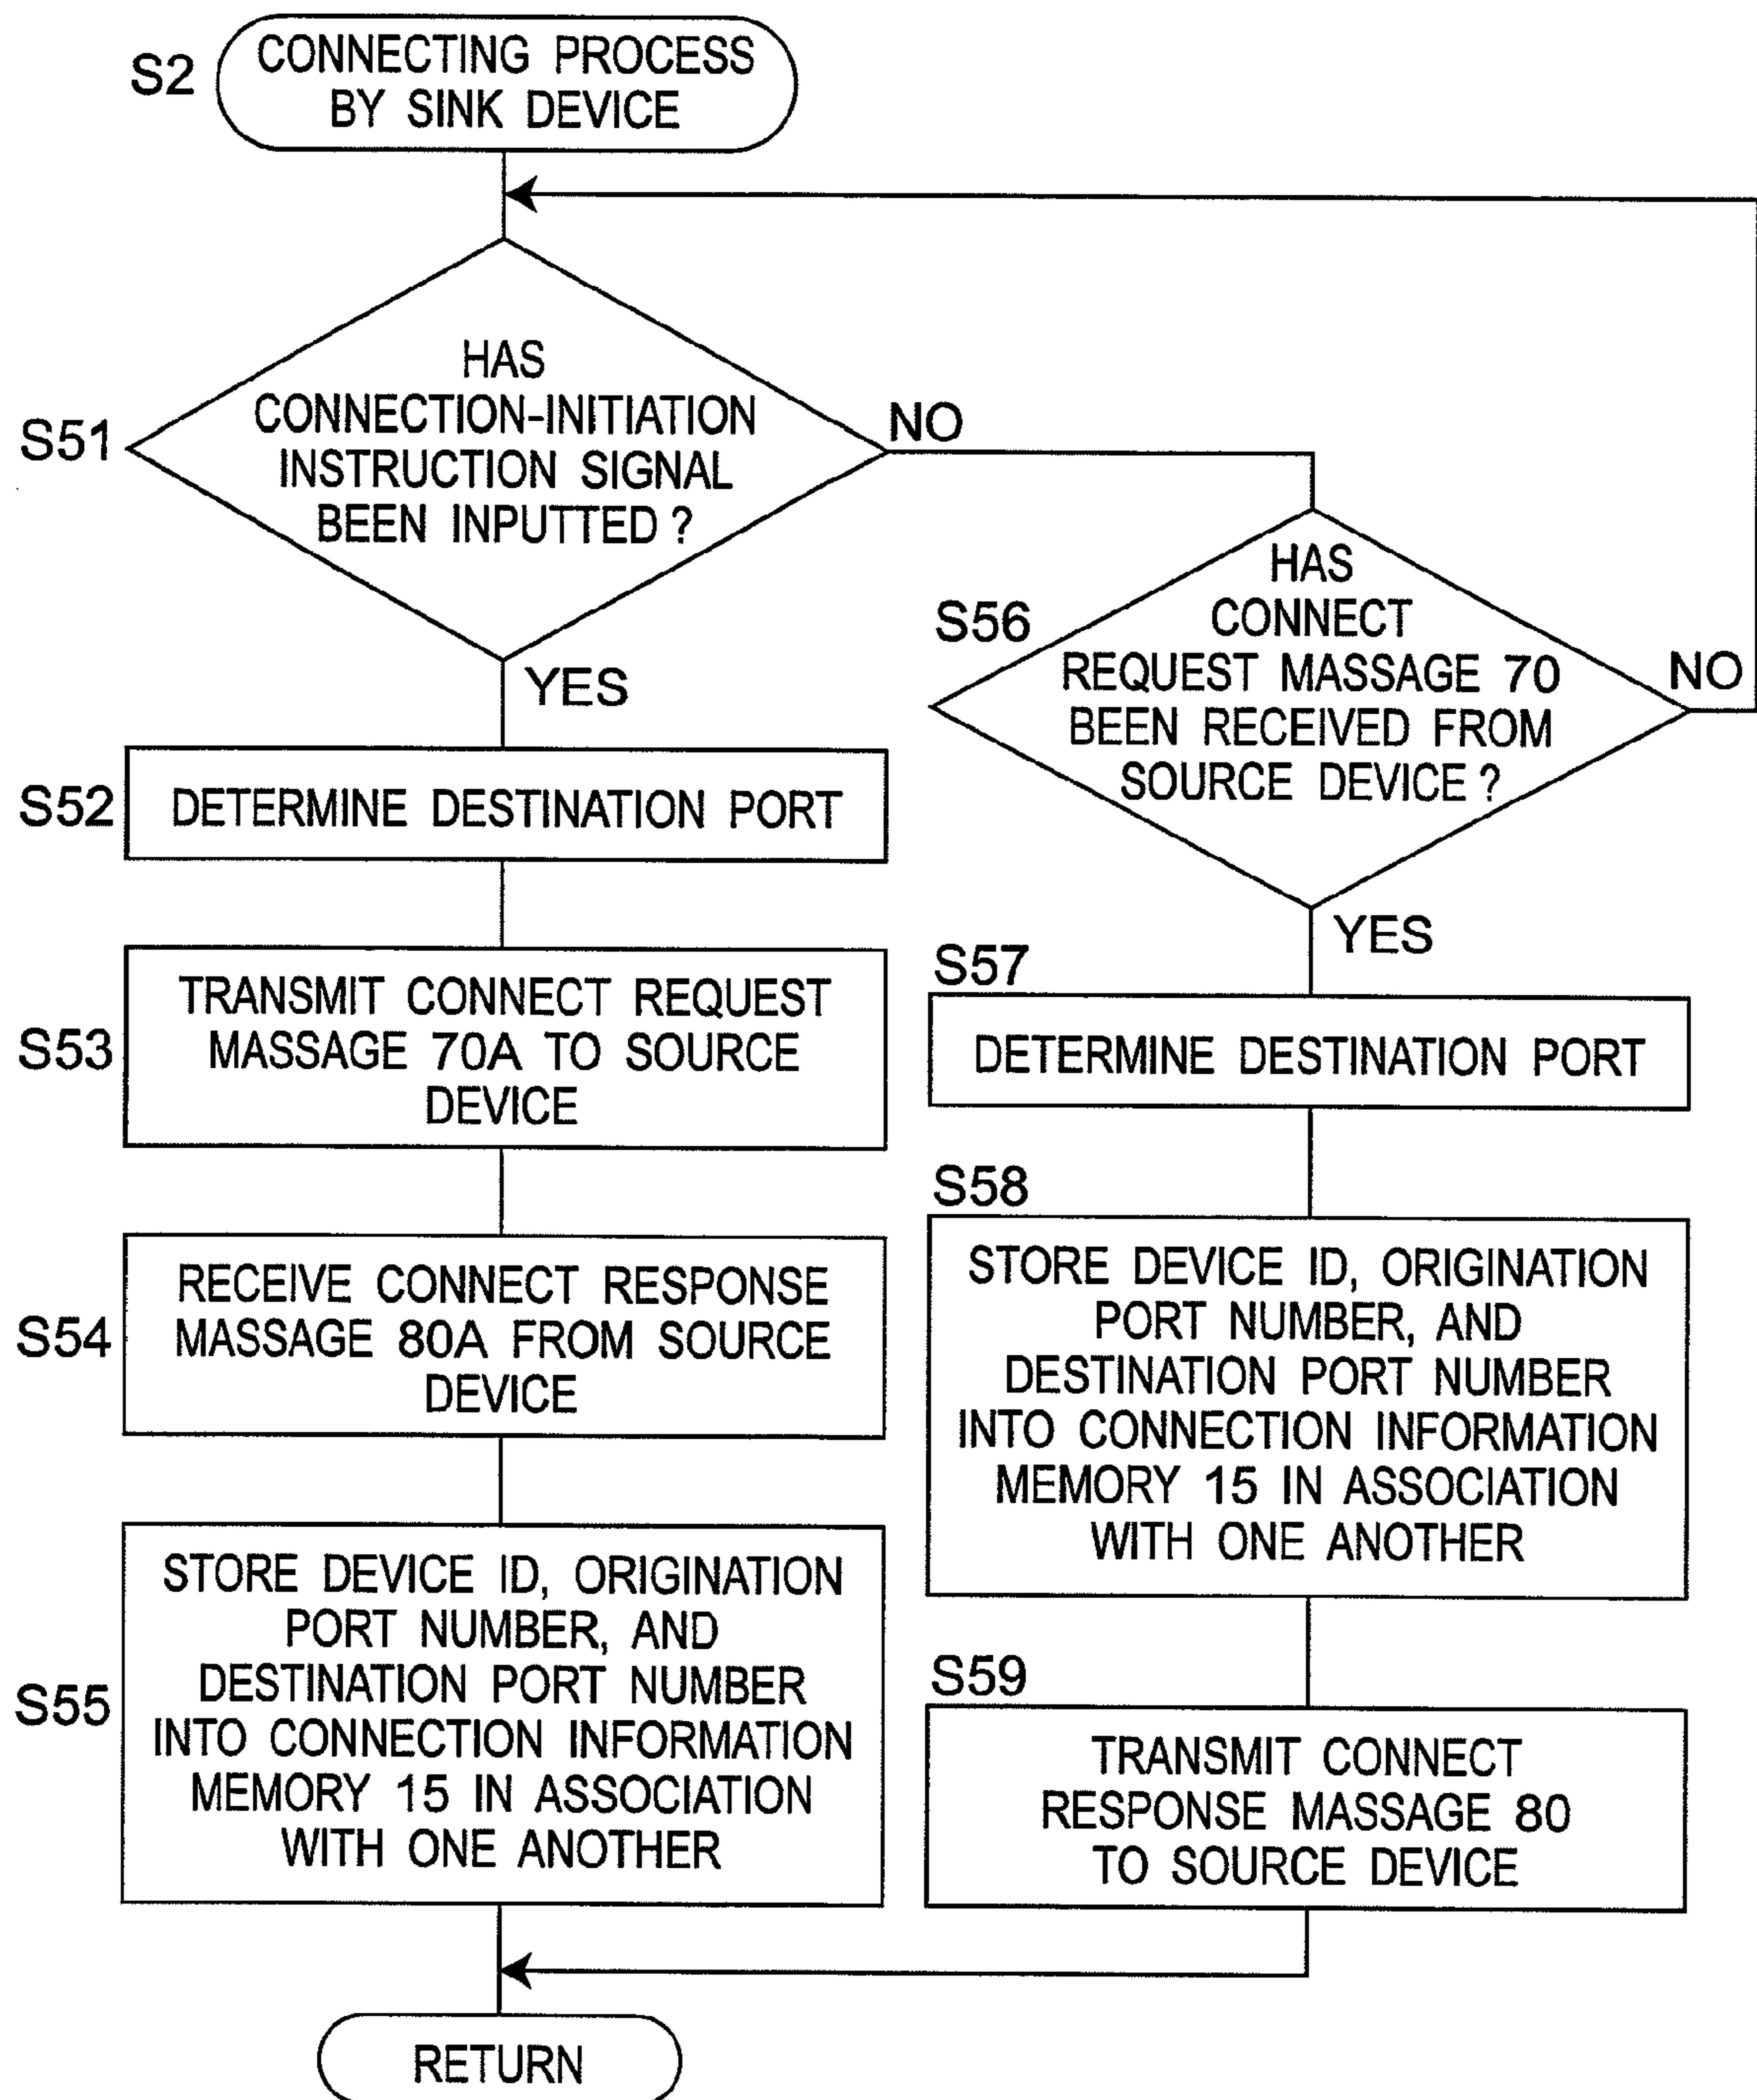 S2
CONNECTING PROCESS
BY SINK DEVICE
S51
HAS
CONNECTION-INITIATION
INSTRUCTION SIGNAL
BEEN INPUTTED ?
NO
YES
S52
DETERMINE DESTINATION PORT
S53
TRANSMIT CONNECT REQUEST
MASSAGE 70A TO SOURCE
DEVICE
S54
RECEIVE CONNECT RESPONSE
MASSAGE 80A FROM SOURCE
DEVICE
S55
STORE DEVICE ID, ORIGINATION
PORT NUMBER, AND
DESTINATION PORT NUMBER
INTO CONNECTION INFORMATION
MEMORY 15 IN ASSOCIATION
WITH ONE ANOTHER
S56
HAS
CONNECT
REQUEST MASSAGE 70
BEEN RECEIVED FROM
SOURCE DEVICE ?
NO
YES
S57
DETERMINE DESTINATION PORT
S58
STORE DEVICE ID, ORIGINATION
PORT NUMBER, AND
DESTINATION PORT NUMBER
INTO CONNECTION INFORMATION
MEMORY 15 IN ASSOCIATION
WITH ONE ANOTHER
S59
TRANSMIT CONNECT
RESPONSE MASSAGE 80
TO SOURCE DEVICE
RETURN